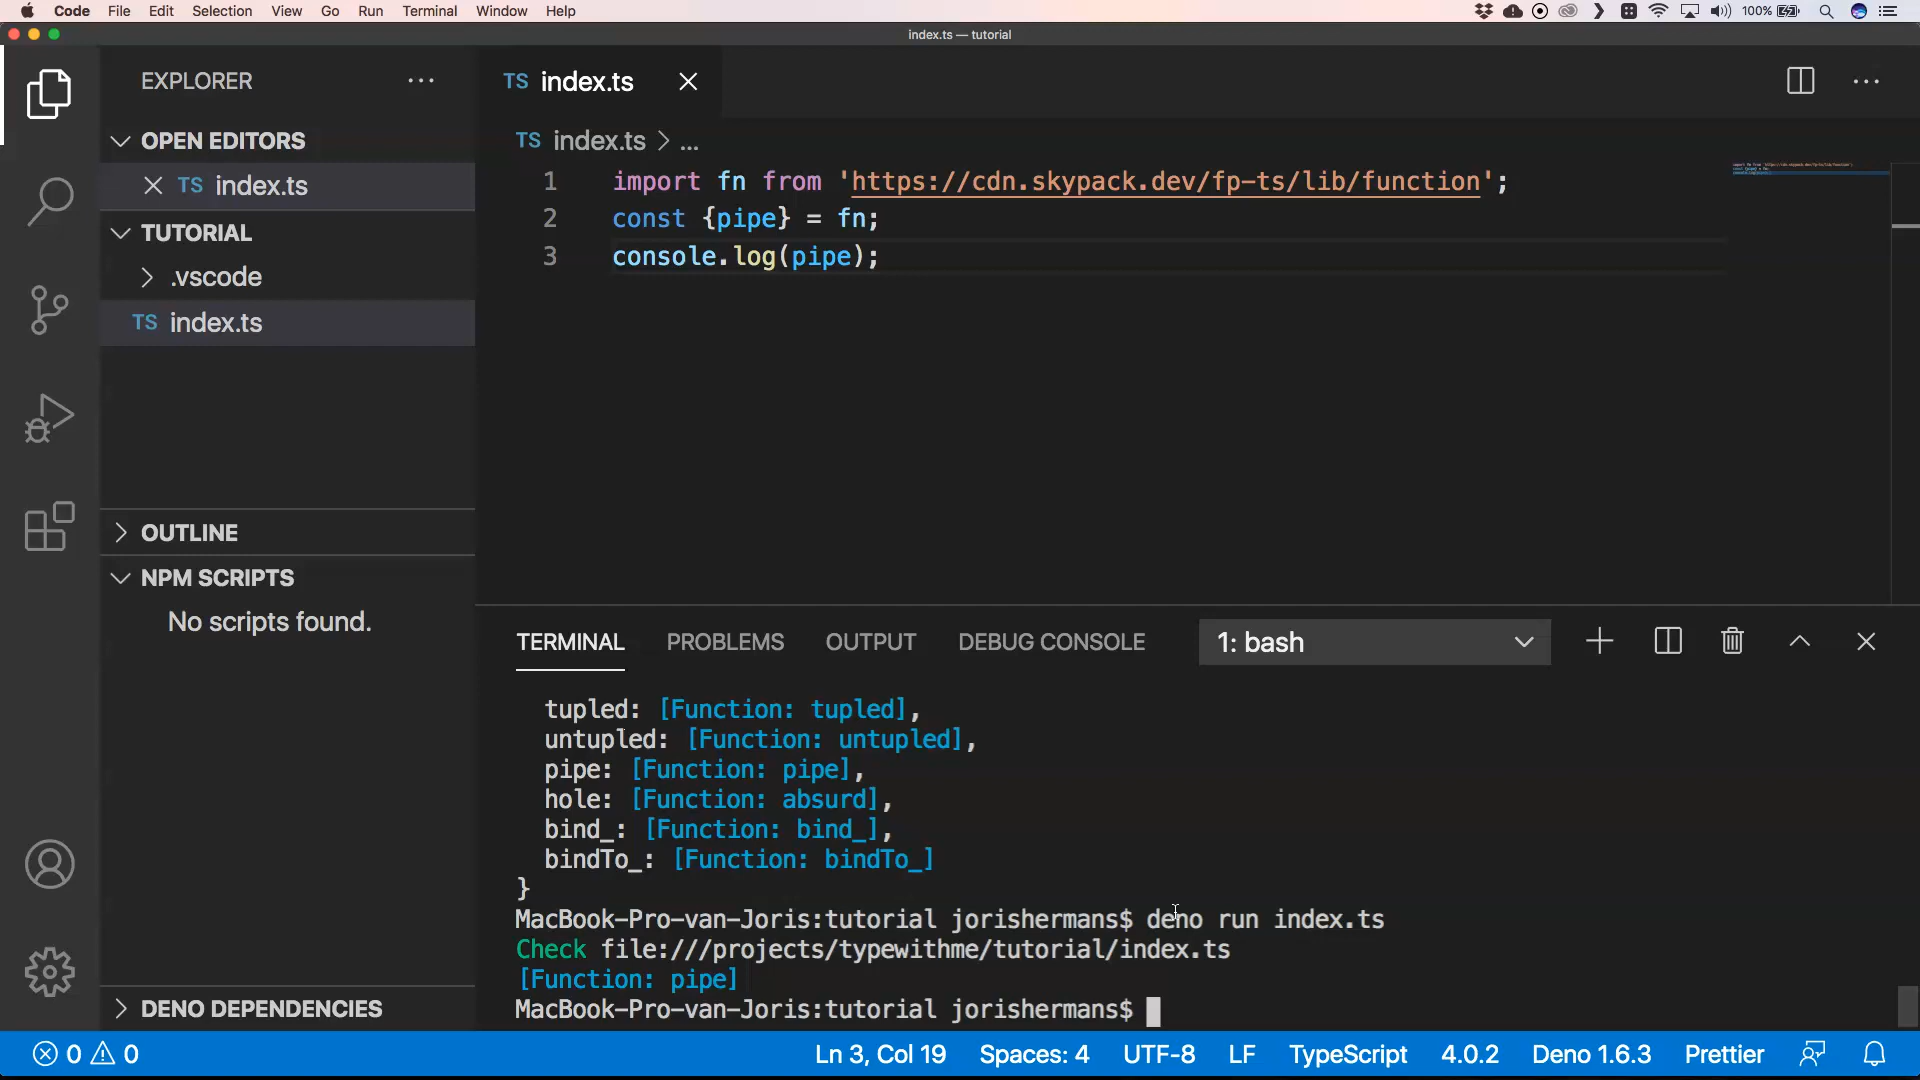 Code File Edit Selection View Go Run Terminal Window Help 100%
index.ts — tutorial
EXPLORER
OPEN EDITORS
TS index.ts
TUTORIAL
.vscode
TS index.ts
OUTLINE
NPM SCRIPTS
No scripts found.
DENO DEPENDENCIES
TS index.ts
TS index.ts > ...
1 import fn from 'https://cdn.skypack.dev/fp-ts/lib/function';
2 const {pipe} = fn;
3 console.log(pipe);
TERMINAL PROBLEMS OUTPUT DEBUG CONSOLE 1: bash
tupled: [Function: tupled],
untupled: [Function: untupled],
pipe: [Function: pipe],
hole: [Function: absurd],
bind_: [Function: bind_],
bindTo_: [Function: bindTo_]
}
MacBook-Pro-van-Joris:tutorial jorishermans$ deno run index.ts
Check file:///projects/typewithme/tutorial/index.ts
[Function: pipe]
MacBook-Pro-van-Joris:tutorial jorishermans$
0 0 Ln 3, Col 19 Spaces: 4 UTF-8 LF TypeScript 4.0.2 Deno 1.6.3 Prettier